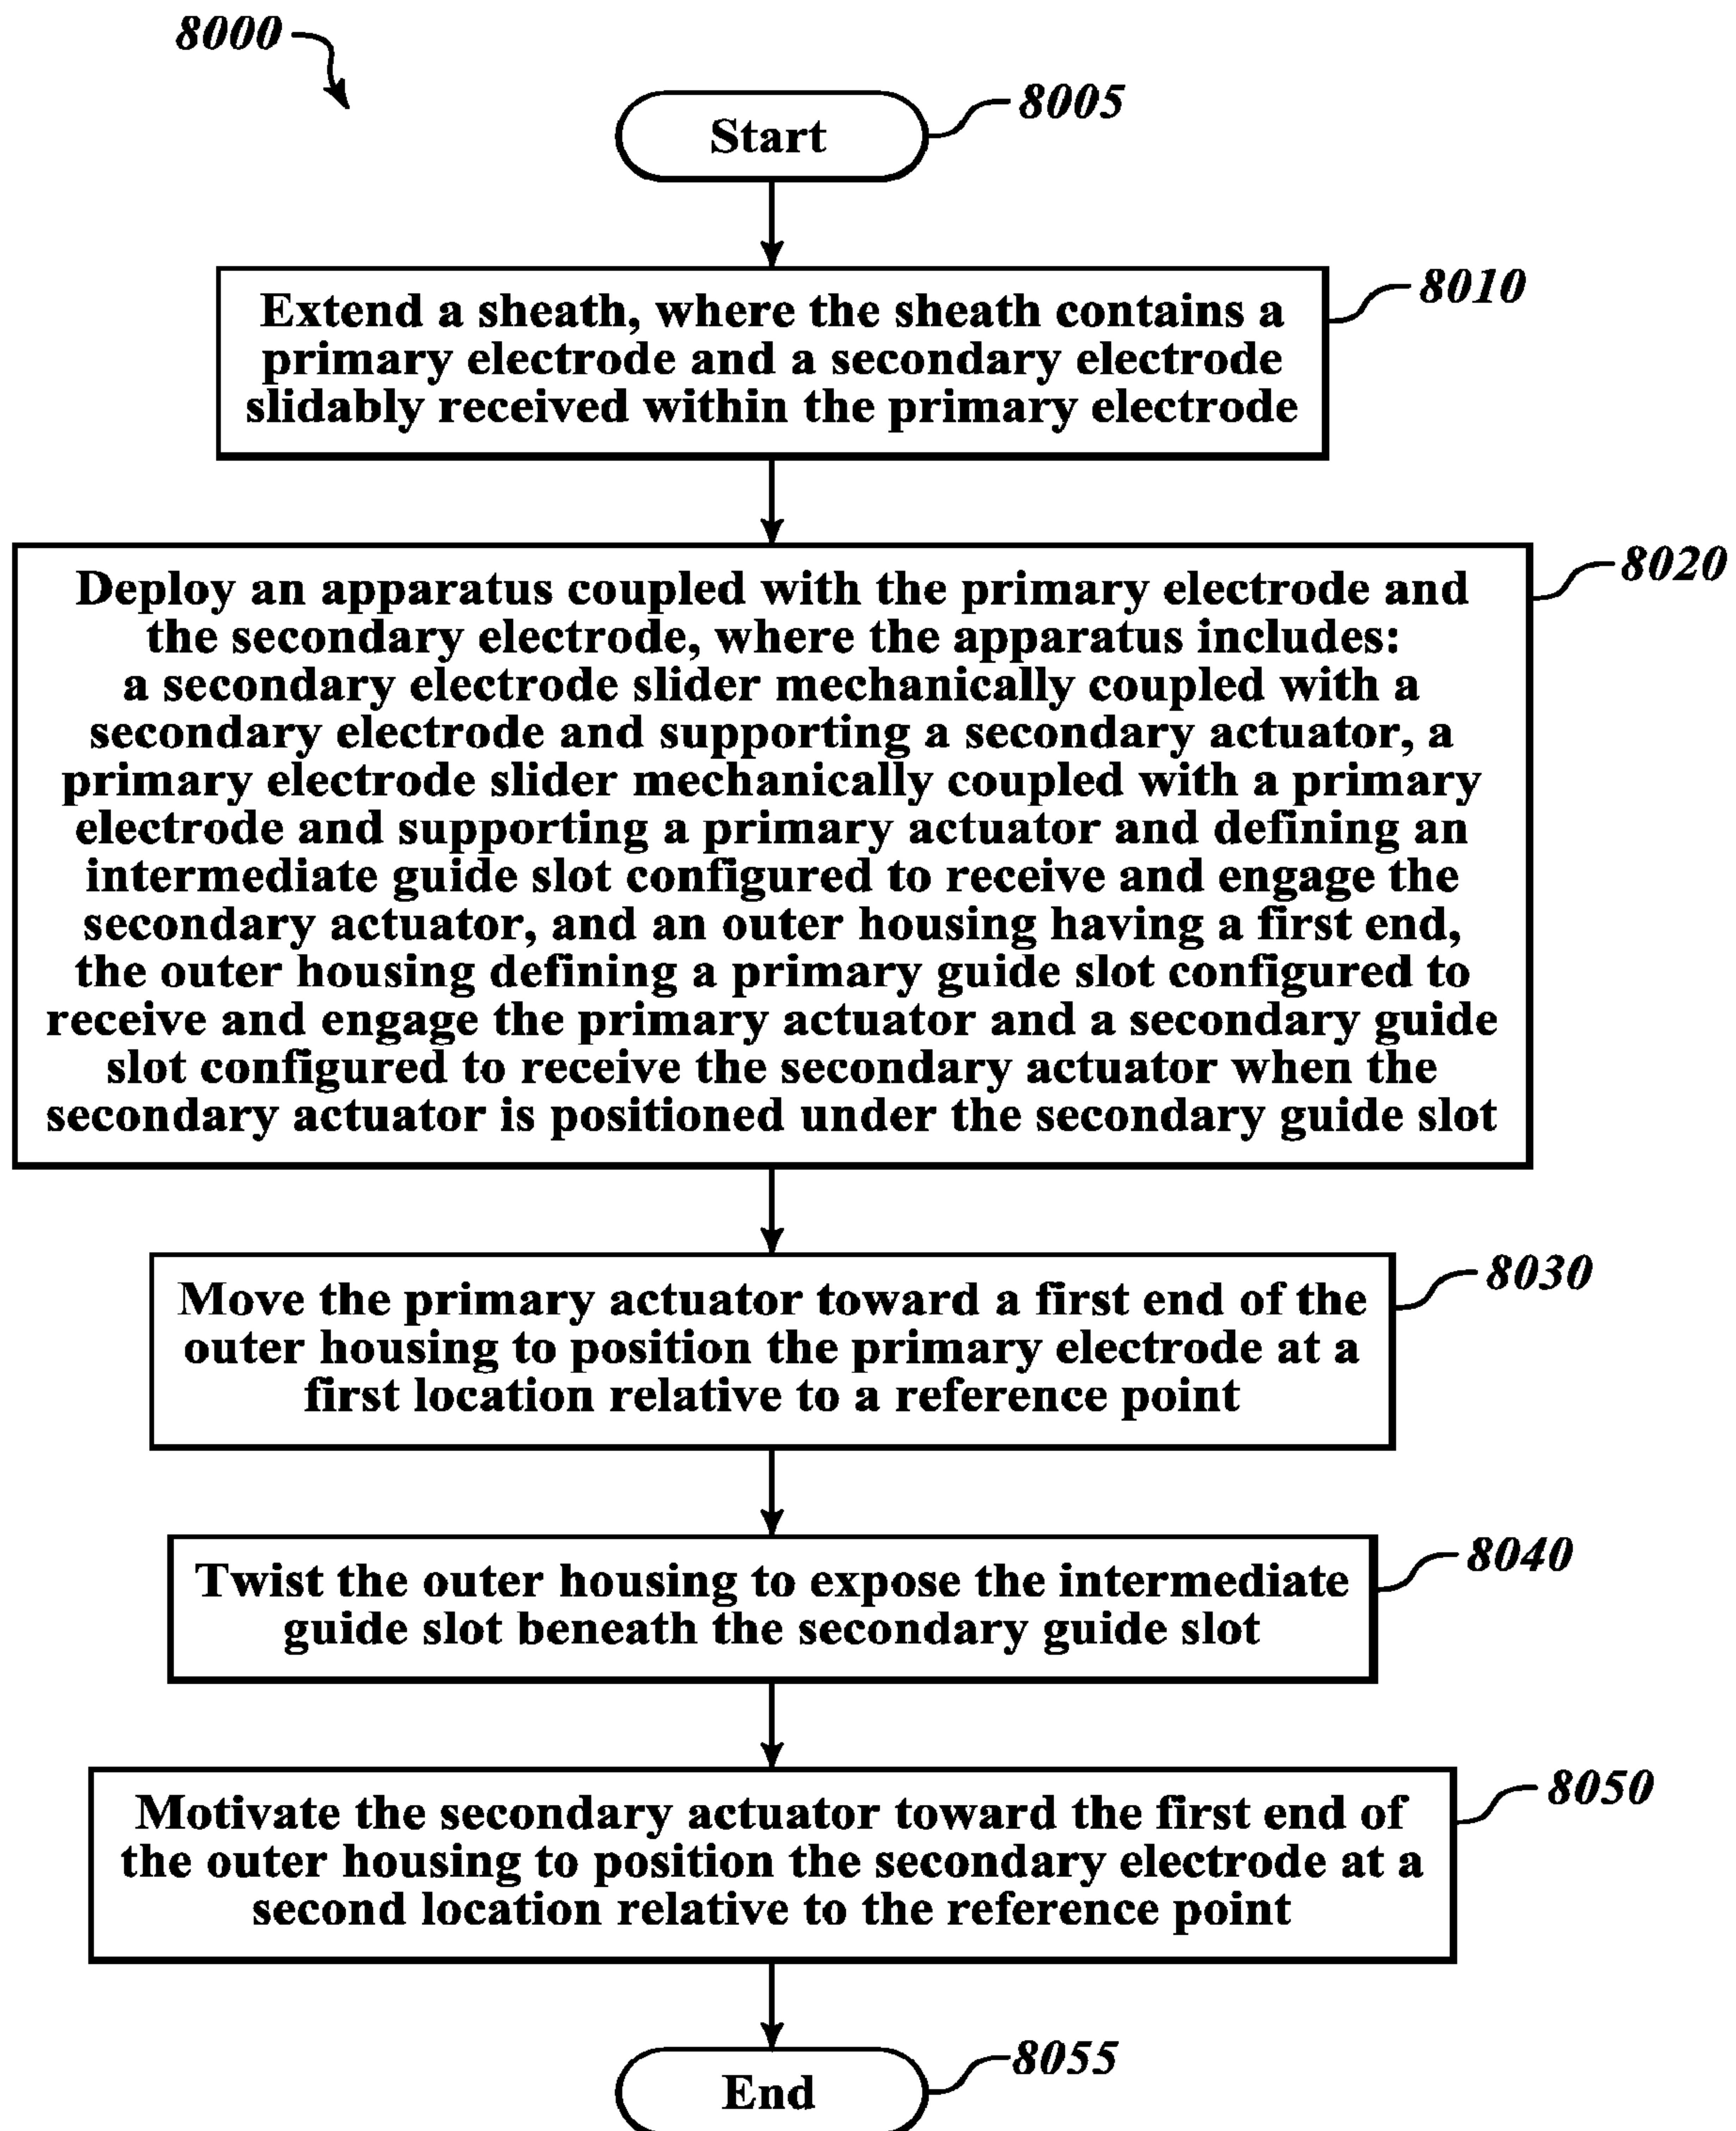 8000
Start
8005
Extend a sheath, where the sheath contains a
primary electrode and a secondary electrode
slidably received within the primary electrode
8010
Deploy an apparatus coupled with the primary electrode and
the secondary electrode, where the apparatus includes:
a secondary electrode slider mechanically coupled with a
secondary electrode and supporting a secondary actuator, a
primary electrode slider mechanically coupled with a primary
electrode and supporting a primary actuator and defining an
intermediate guide slot configured to receive and engage the
secondary actuator, and an outer housing having a first end,
the outer housing defining a primary guide slot configured to
receive and engage the primary actuator and a secondary guide
slot configured to receive the secondary actuator when the
secondary actuator is positioned under the secondary guide slot
8020
Move the primary actuator toward a first end of the
outer housing to position the primary electrode at a
first location relative to a reference point
8030
Twist the outer housing to expose the intermediate
guide slot beneath the secondary guide slot
8040
Motivate the secondary actuator toward the first end of
the outer housing to position the secondary electrode at a
second location relative to the reference point
8050
End
8055